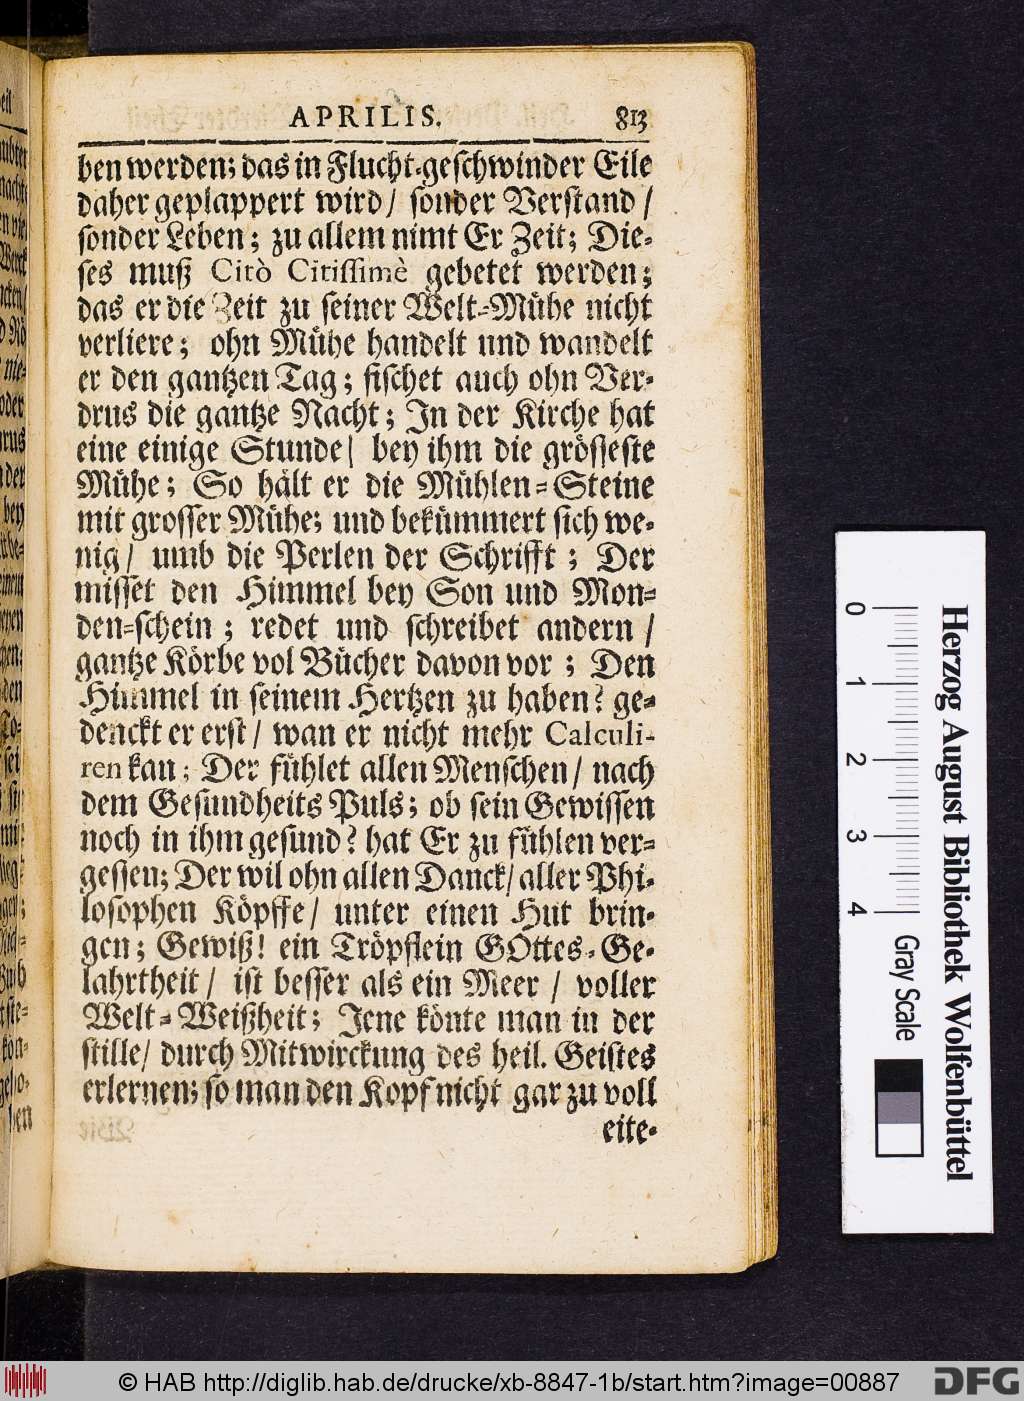 APRILIS. 813
ben werden; das in Flucht-geschwinder Eile
daher geplappert wird/ sonder Verstand/
sonder Leben; zu allem nimt Er Zeit; Die-
ses muß Citò Citissimè gebetet werden;
das er die Zeit zu seiner Welt-Mühe nicht
verliere; ohn Mühe handelt und wandelt
er den gantzen Tag; fischet auch ohn Ver-
drus die gantze Nacht; In der Kirche hat
eine einige Stunde/ bey ihm die grösseste
Mühe; So hält er die Mühlen-Steine
mit grosser Mühe; und bekümmert sich we-
nig/ umb die Perlen der Schrifft; Der
misset den Himmel bey Son und Mon-
den-schein; redet und schreibet andern/
gantze Körbe vol Bücher davon vor; Den
Himmel in seinem Hertzen zu haben? ge-
denckt er erst/ wan er nicht mehr Calculi-
ren kan; Der fühlet allen Menschen/ nach
dem Gesundheits Puls; ob sein Gewissen
noch in ihm gesund? hat Er zu fühlen ver-
gessen; Der wil ohn allen Danck/ aller Phi-
losophen Köpffe/ unter einen Hut brin-
gen; Gewiß! ein Tröpflein GOttes-Ge-
lahrtheit/ ist besser als ein Meer/ voller
Welt-Weißheit; Jene könte man in der
stille/ durch Mitwirckung des heil. Geistes
erlernen; so man den Kopf nicht gar zu voll
eite-
0 1 2 3 4
Gray Scale
Herzog August Bibliothek Wolfenbüttel
© HAB http://diglib.hab.de/drucke/xb-8847-1b/start.htm?image=00887
DFG